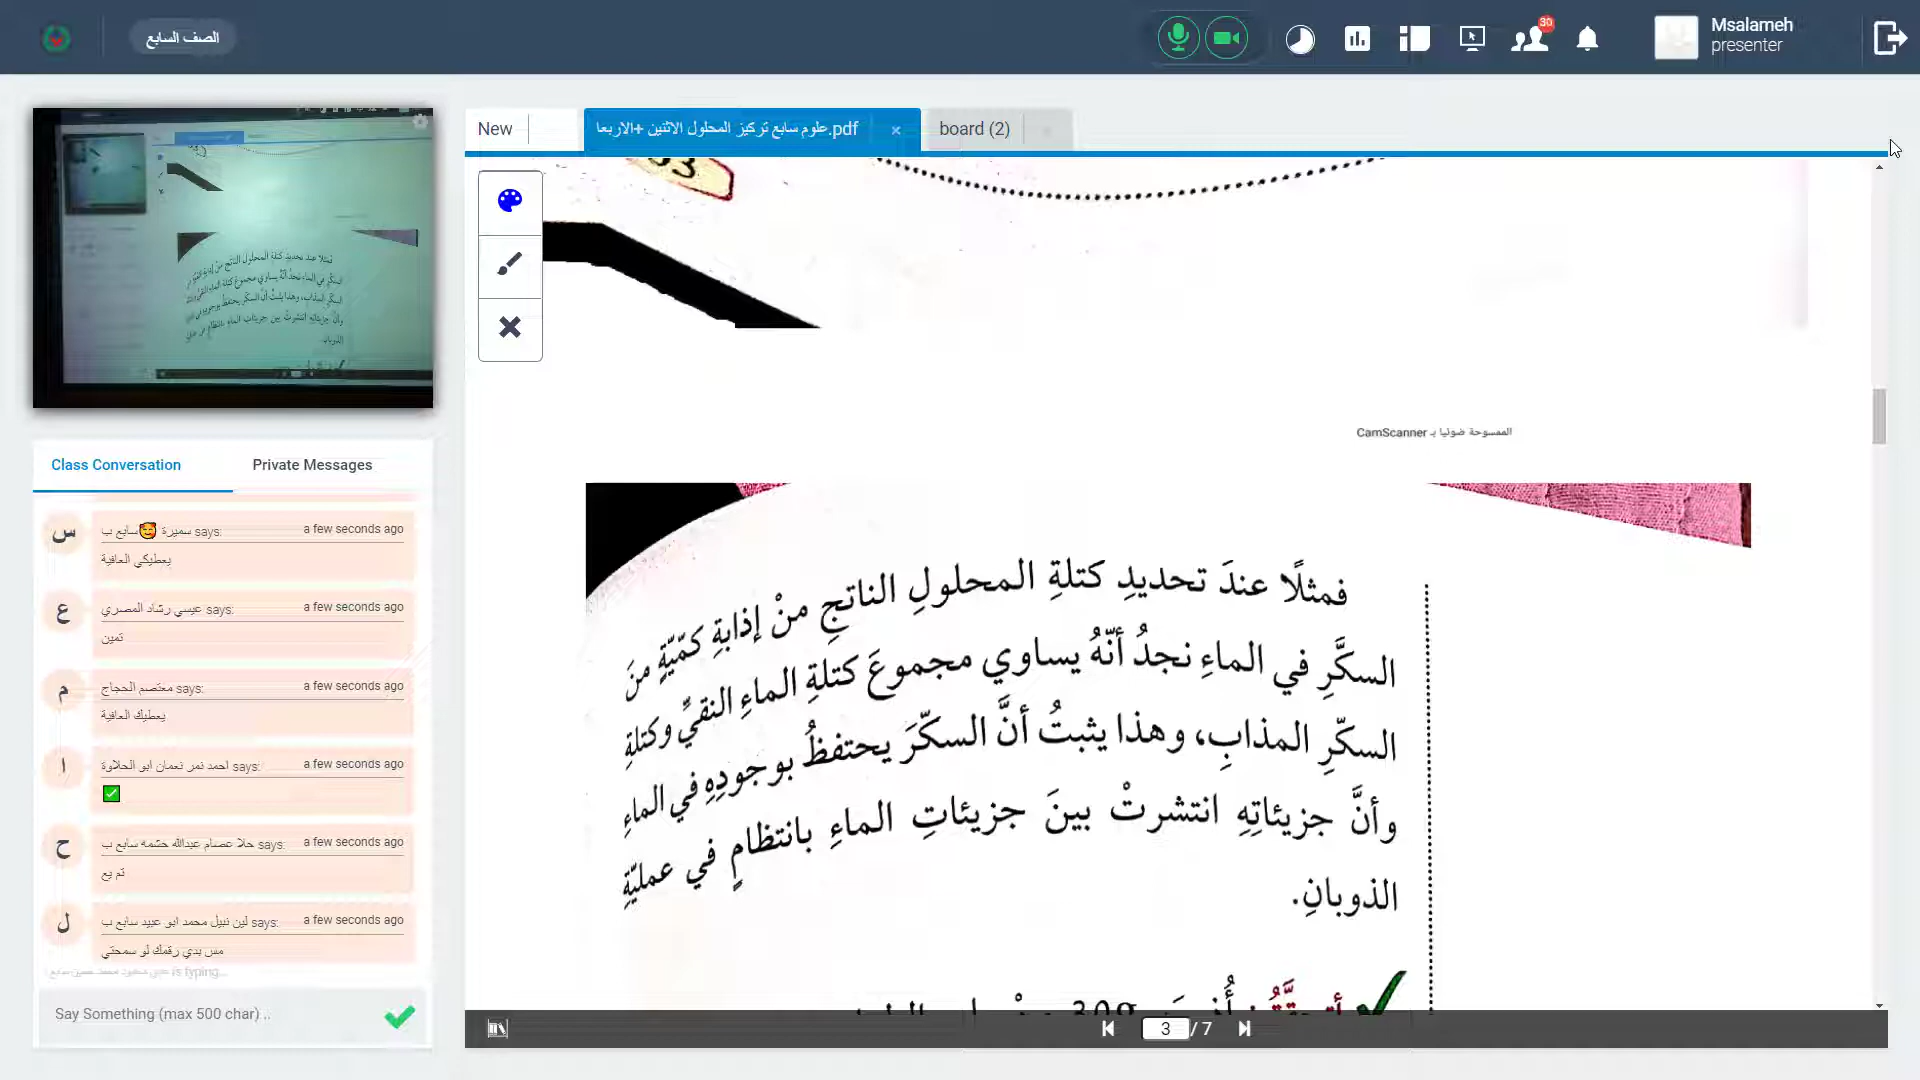 الصف السابع
30
Msalameh
presenter
New
علوم سابع تركيز المحلول الاثنين +الاربعا.pdf
board (2)
الممسوحة ضوئيا بـ CamScanner
فمثلًا عندَ تحديدِ كتلةِ المحلولِ الناتجِ منْ إذابةِ كمّيّةٍ منَ
السكَّرِ في الماءِ نجدُ أنّهُ يساوي مجموعَ كتلةِ الماءِ النقيِّ وكتلةِ
السكّرِ المذابِ، وهذا يثبتُ أنَّ السكّرَ يحتفظُ بوجودِهِ في الماءِ
وأنَّ جزيئاتِهِ انتشرتْ بينَ جزيئاتِ الماءِ بانتظامٍ في عمليّةِ
الذوبانِ.
3 / 7
Class Conversation
Private Messages
س
سميرة 🥰سابع ب says:
a few seconds ago
يعطيكي العافية
ع
عيسي رشاد المصري says:
a few seconds ago
تمين
م
معتصم الحجاج says:
a few seconds ago
يعطيك العافية
ا
احمد نمر نعمان ابو الحلاوة says:
a few seconds ago
✅
ح
حلا عصام عبدالله حشمه سابع ب says:
a few seconds ago
تم يع
ل
لين نبيل محمد ابو عبيد سابع ب says:
a few seconds ago
مس بدي رقمك لو سمحتي
is typing...
Say Something (max 500 char) ..